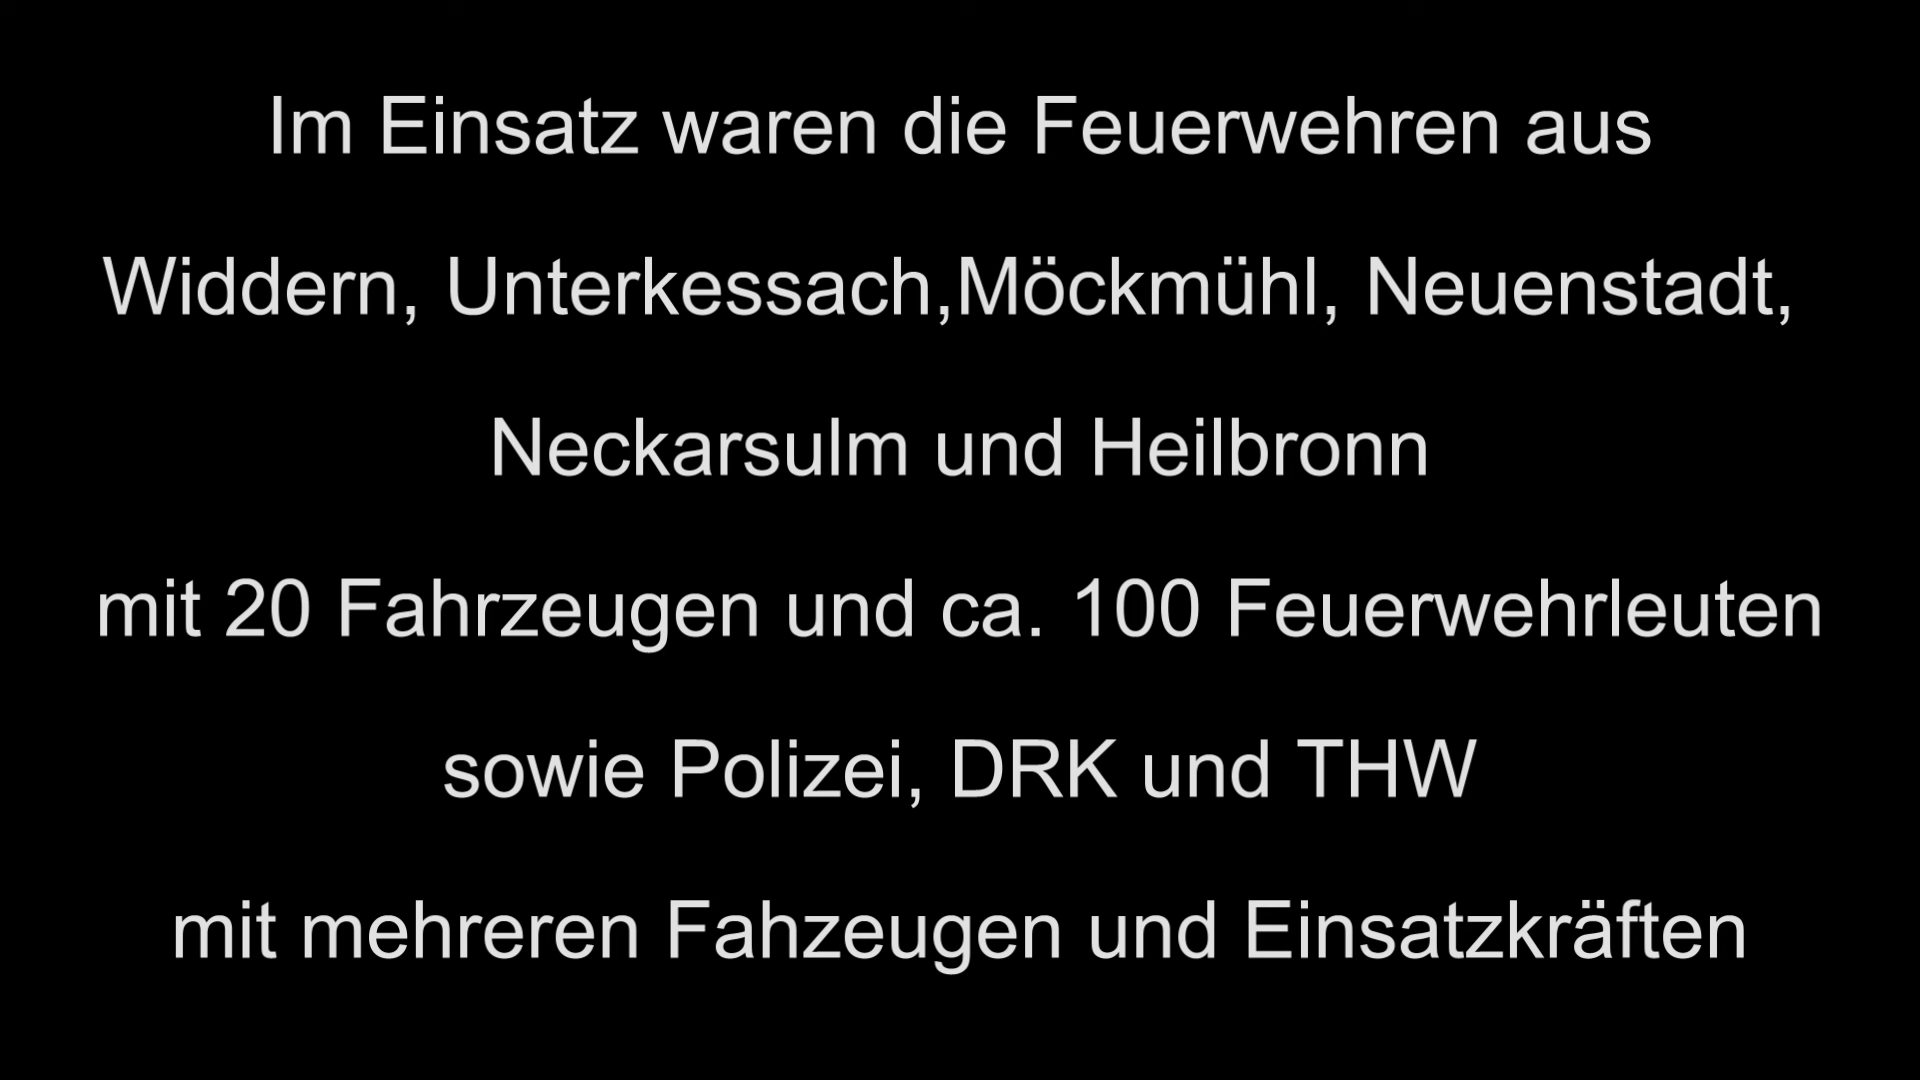 Im Einsatz waren die Feuerwehren aus
Widdern, Unterkessach,Möckmühl, Neuenstadt,
Neckarsulm und Heilbronn
mit 20 Fahrzeugen und ca. 100 Feuerwehrleuten
sowie Polizei, DRK und THW
mit mehreren Fahzeugen und Einsatzkräften